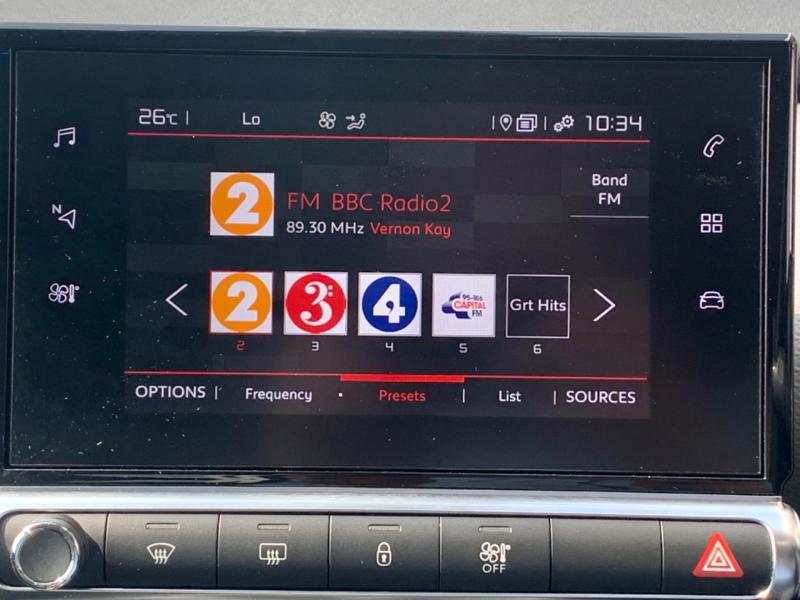 26°C | Lo 10:34
2 FM BBC Radio2
89.30 MHz Vernon Kay
Band
FM
N
2 3: 4 95-106 CAPITAL FM Grt Hits
2 3 4 5 6
OPTIONS | Frequency · Presets | List | SOURCES
OFF